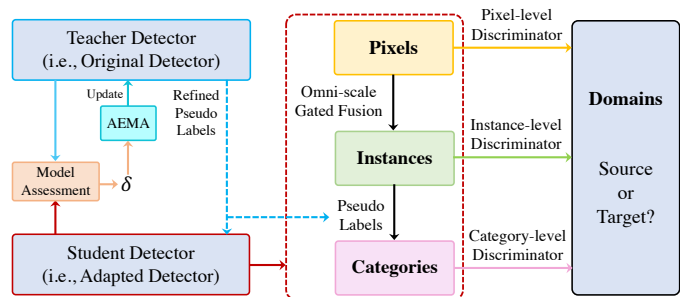 Teacher Detector
(i.e., Original Detector)
Update
AEMA
Refined
Pseudo
Labels
Model
Assessment
δ
Student Detector
(i.e., Adapted Detector)
Pixels
Omni-scale
Gated Fusion
Instances
Pseudo
Labels
Categories
Pixel-level
Discriminator
Instance-level
Discriminator
Category-level
Discriminator
Domains
Source
or
Target?